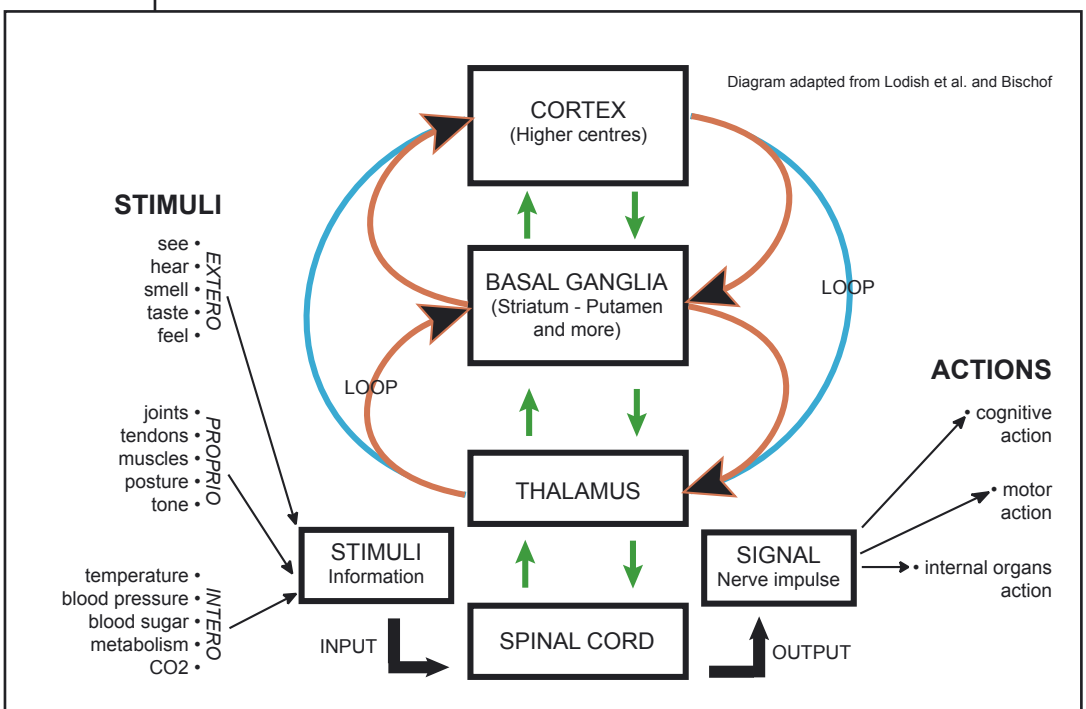 Diagram adapted from Lodish et al. and Bischof
CORTEX
(Higher centres)
STIMULI
see •
hear •
smell •
taste •
feel •
EXTERO
BASAL GANGLIA
(Striatum - Putamen
and more)
LOOP
LOOP
ACTIONS
• cognitive
action
joints •
tendons •
muscles •
posture •
tone •
PROPRIO
THALAMUS
• motor
action
STIMULI
Information
SIGNAL
Nerve impulse
• internal organs
action
temperature •
blood pressure •
blood sugar •
metabolism •
CO2 •
INTERO
INPUT
SPINAL CORD
OUTPUT